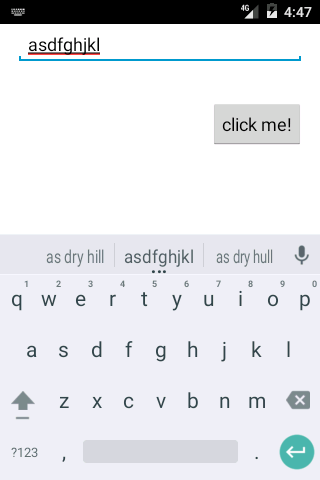 4G 4:47
asdfghjkl
click me!
as dry hill asdfghjkl as dry hull
1 2 3 4 5 6 7 8 9 0
q w e r t y u i o p
a s d f g h j k l
z x c v b n m
?123 , .